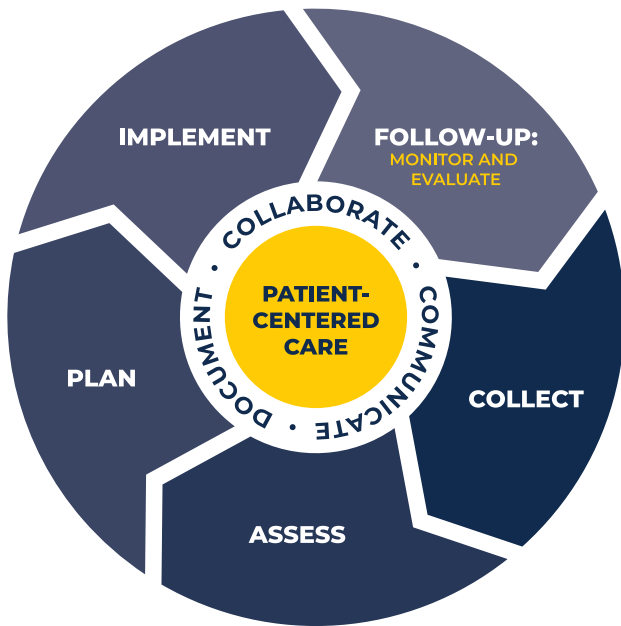 IMPLEMENT
FOLLOW-UP:
MONITOR AND
EVALUATE
COLLABORATE • COMMUNICATE • DOCUMENT •
PATIENT-
CENTERED
CARE
PLAN
COLLECT
ASSESS